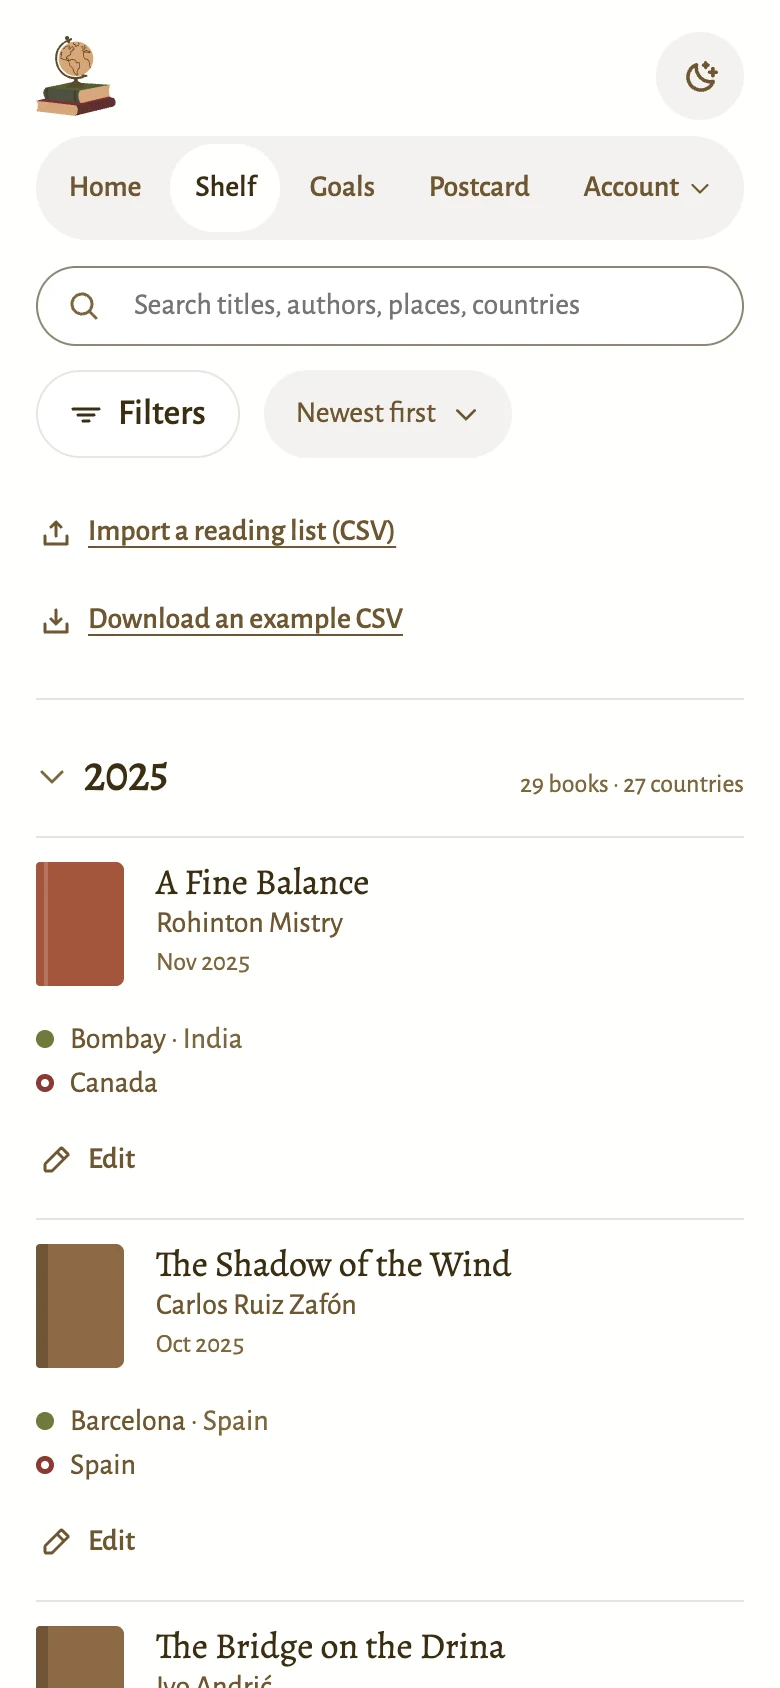 Home Shelf Goals Postcard Account
Search titles, authors, places, countries
Filters Newest first
Import a reading list (CSV)
Download an example CSV
2025 29 books · 27 countries
A Fine Balance
Rohinton Mistry
Nov 2025
Bombay · India
Canada
Edit
The Shadow of the Wind
Carlos Ruiz Zafón
Oct 2025
Barcelona · Spain
Spain
Edit
The Bridge on the Drina
Ivo Andrić